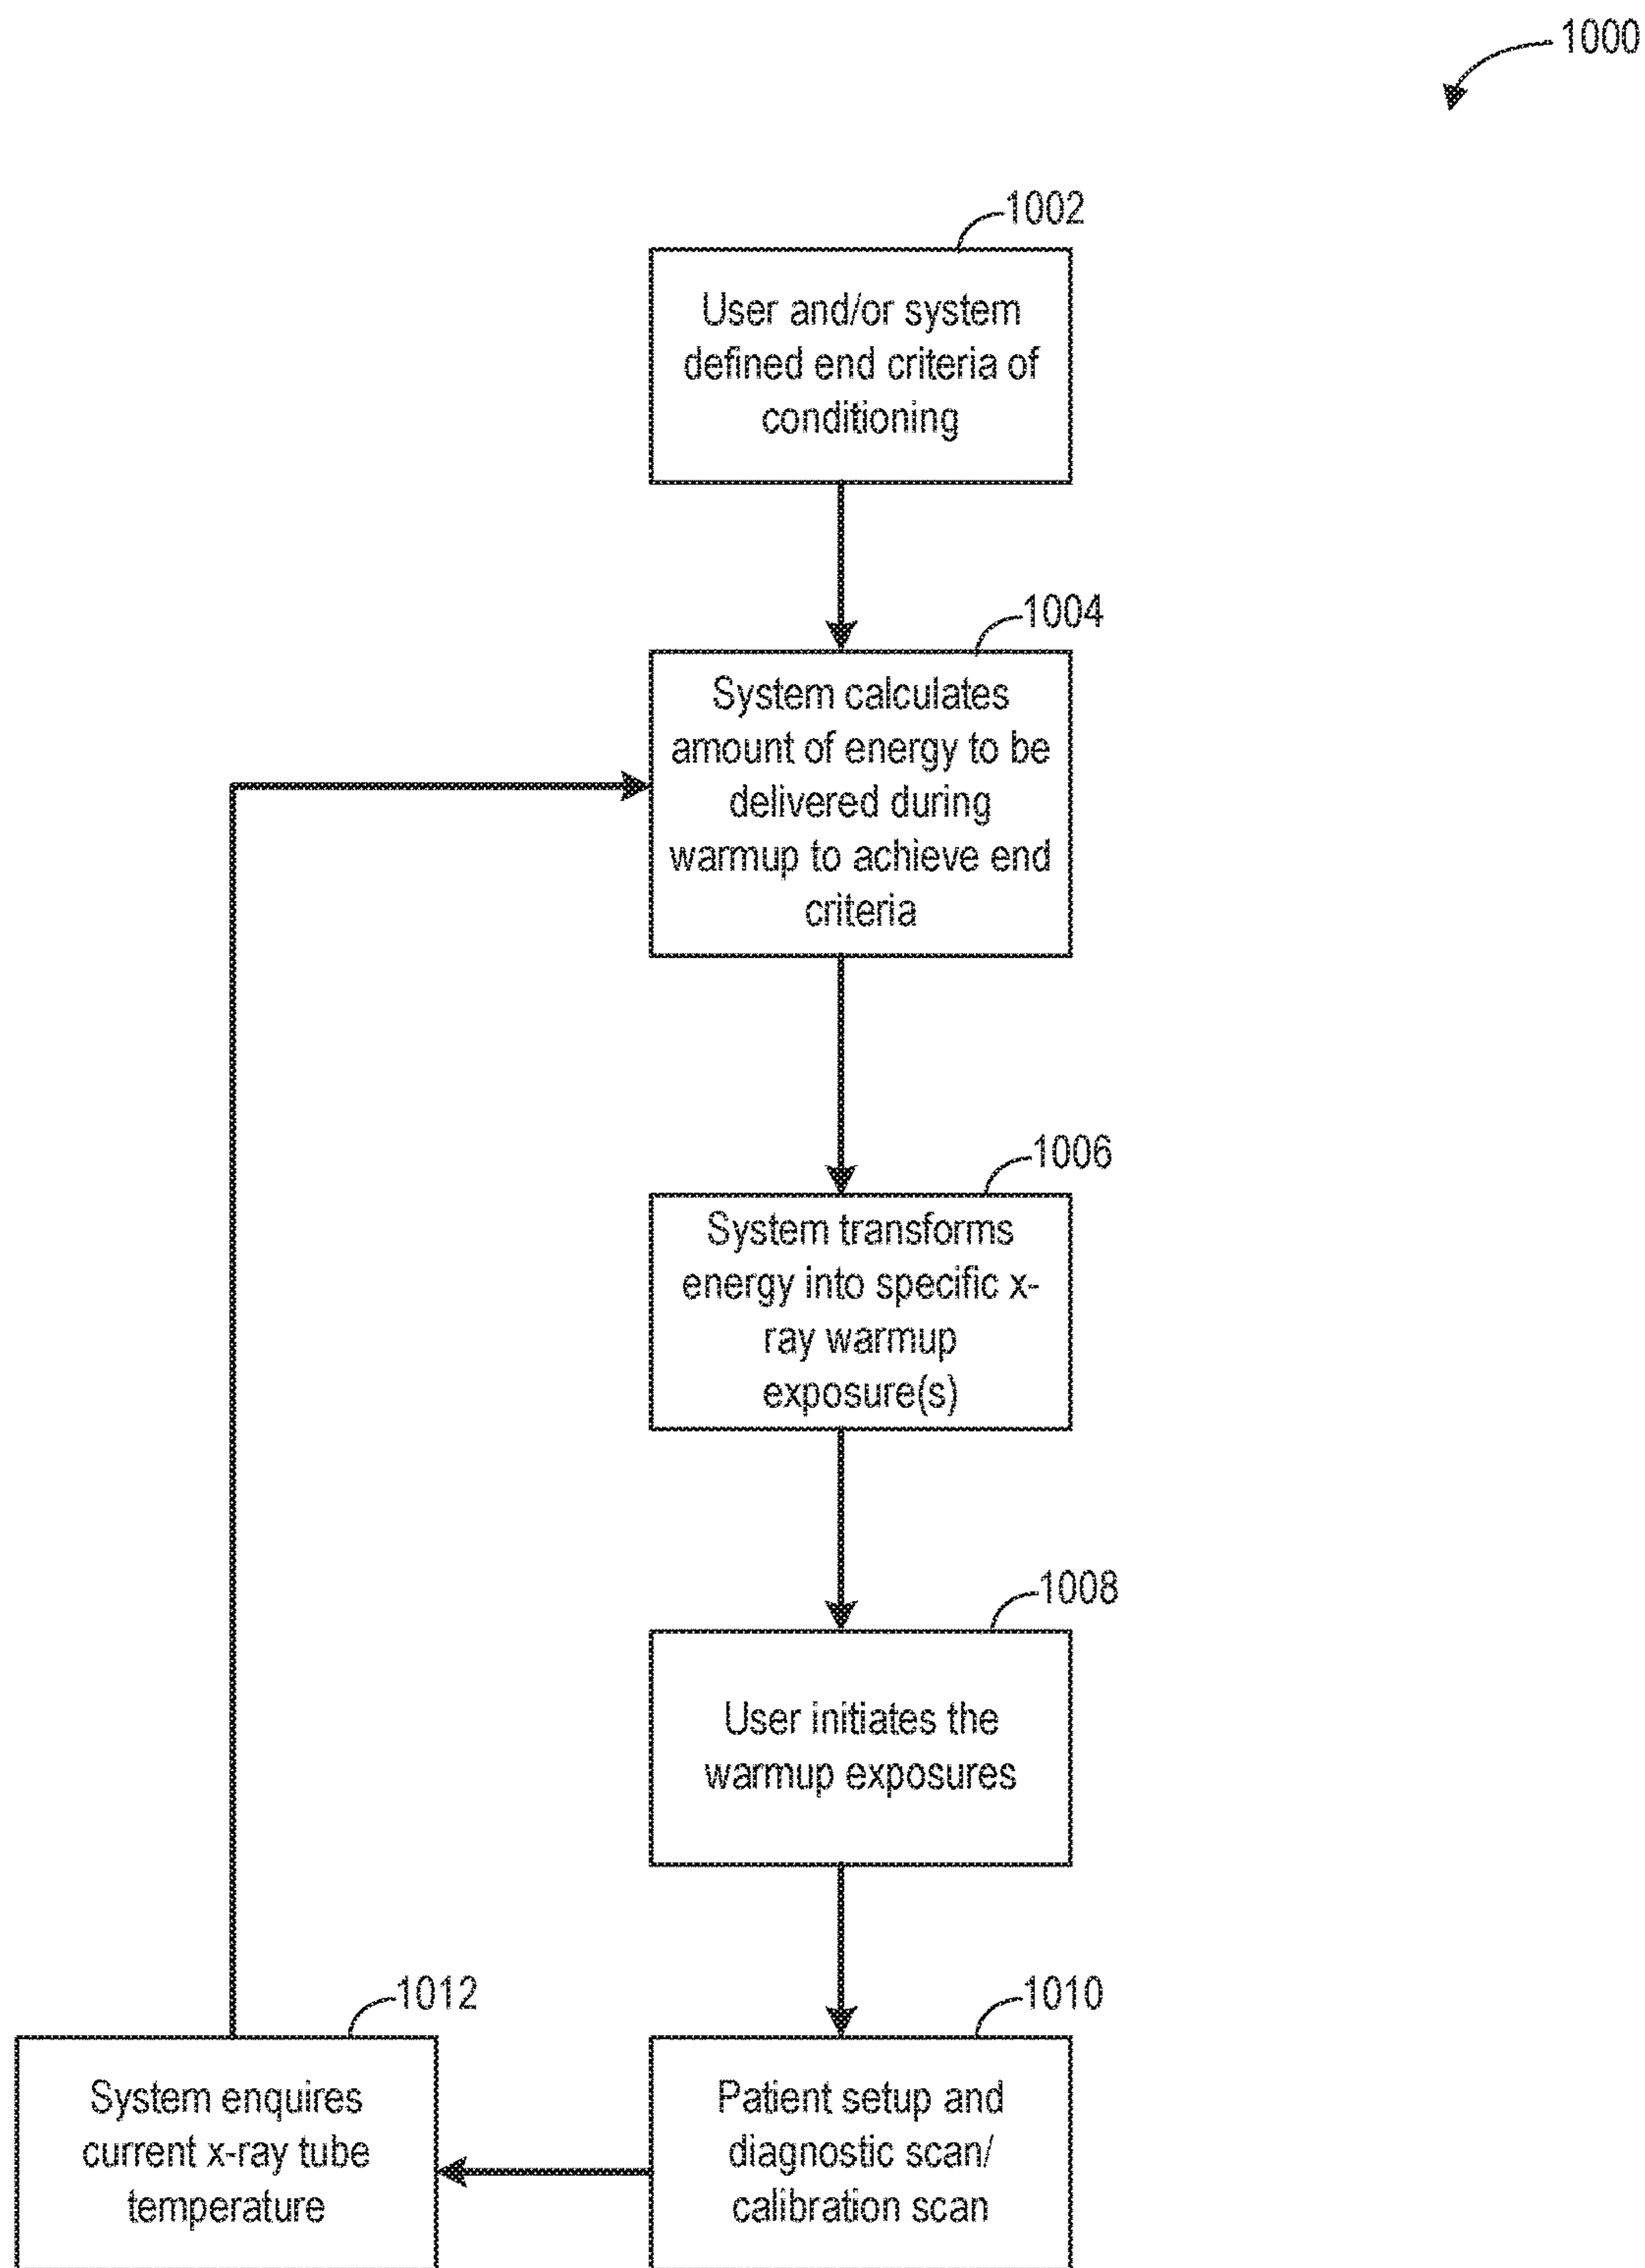 1000
1002
User and/or system
defined end criteria of
conditioning
1004
System calculates
amount of energy to be
delivered during
warmup to achieve end
criteria
1006
System transforms
energy into specific x-
ray warmup
exposure(s)
1008
User initiates the
warmup exposures
1012
System enquires
current x-ray tube
temperature
1010
Patient setup and
diagnostic scan/
calibration scan